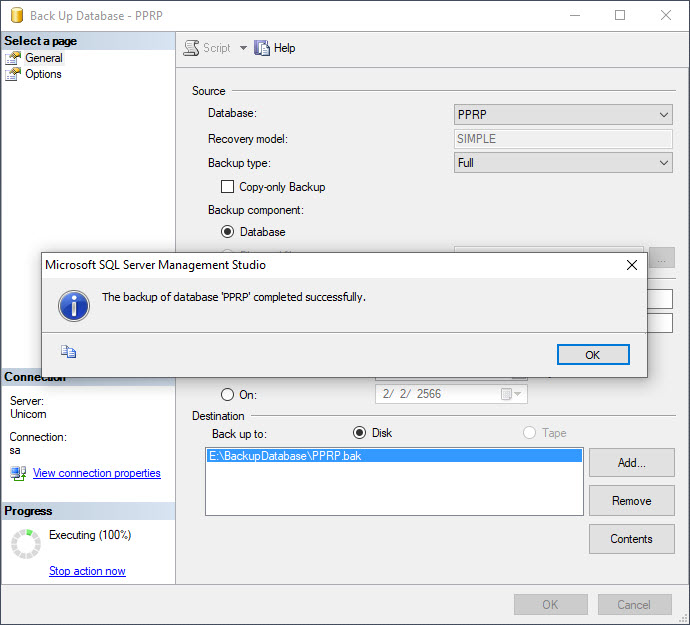 Back Up Database - PPRP
Select a page
General
Options
Script
Help
Source
Database:
PPRP
Recovery model:
SIMPLE
Backup type:
Full
Copy-only Backup
Backup component:
Database
...
Microsoft SQL Server Management Studio
The backup of database 'PPRP' completed successfully.
OK
On:
2/ 2/ 2566
Destination
Back up to:
Disk
Tape
E:\BackupDatabase\PPRP.bak
Add...
Remove
Contents
Connection
Server:
Unicorn
Connection:
sa
View connection properties
Progress
Executing (100%)
Stop action now
OK
Cancel